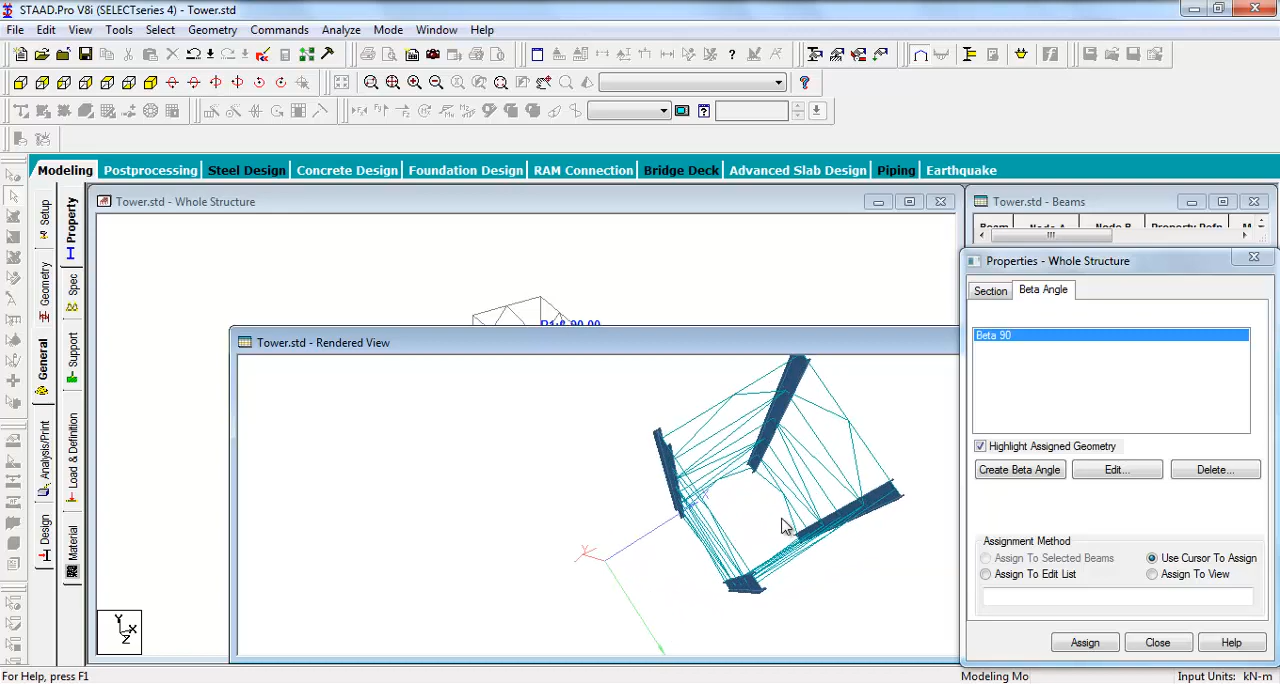 STAAD.Pro V8i (SELECTseries 4) - Tower.std
File Edit View Tools Select Geometry Commands Analyze Mode Window Help
Modeling Postprocessing Steel Design Concrete Design Foundation Design RAM Connection Bridge Deck Advanced Slab Design Piping Earthquake
Setup
Geometry
General
Analysis/Print
Design
Property
Spec
Support
Load & Definition
Material
Tower.std - Whole Structure
Tower.std - Rendered View
Y
X
Z
Tower.std - Beams
Beam Node A Node B Property Refn M
Properties - Whole Structure
Section Beta Angle
Beta 90
Highlight Assigned Geometry
Create Beta Angle Edit... Delete...
Assignment Method
Assign To Selected Beams Use Cursor To Assign
Assign To Edit List Assign To View
Assign Close Help
For Help, press F1 Modeling Mo Input Units: kN-m